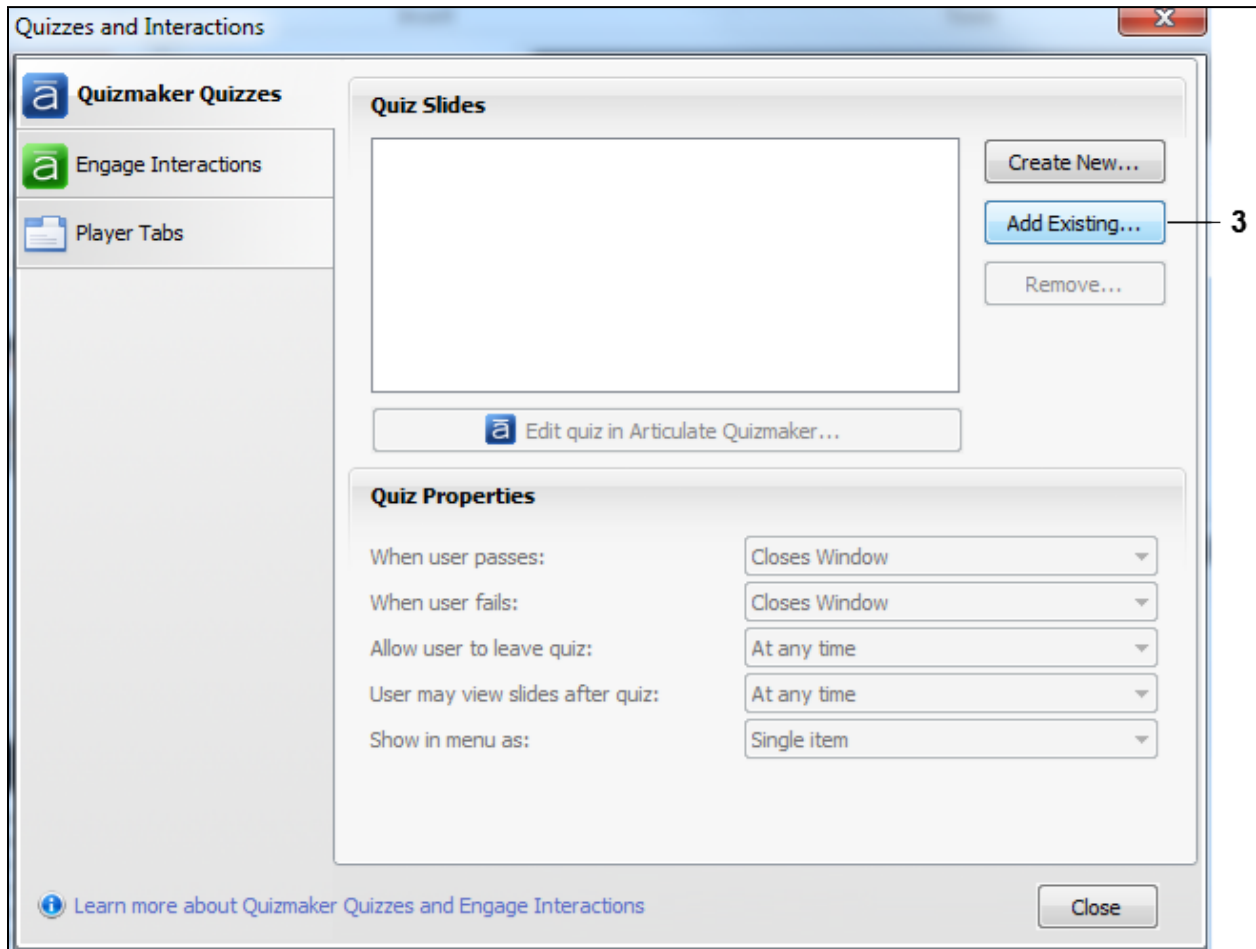 Quizzes and Interactions
X
ā Quizmaker Quizzes
ā Engage Interactions
Player Tabs
Quiz Slides
Create New...
Add Existing...
3
Remove...
ā Edit quiz in Articulate Quizmaker...
Quiz Properties
When user passes: Closes Window
When user fails: Closes Window
Allow user to leave quiz: At any time
User may view slides after quiz: At any time
Show in menu as: Single item
Learn more about Quizmaker Quizzes and Engage Interactions
Close